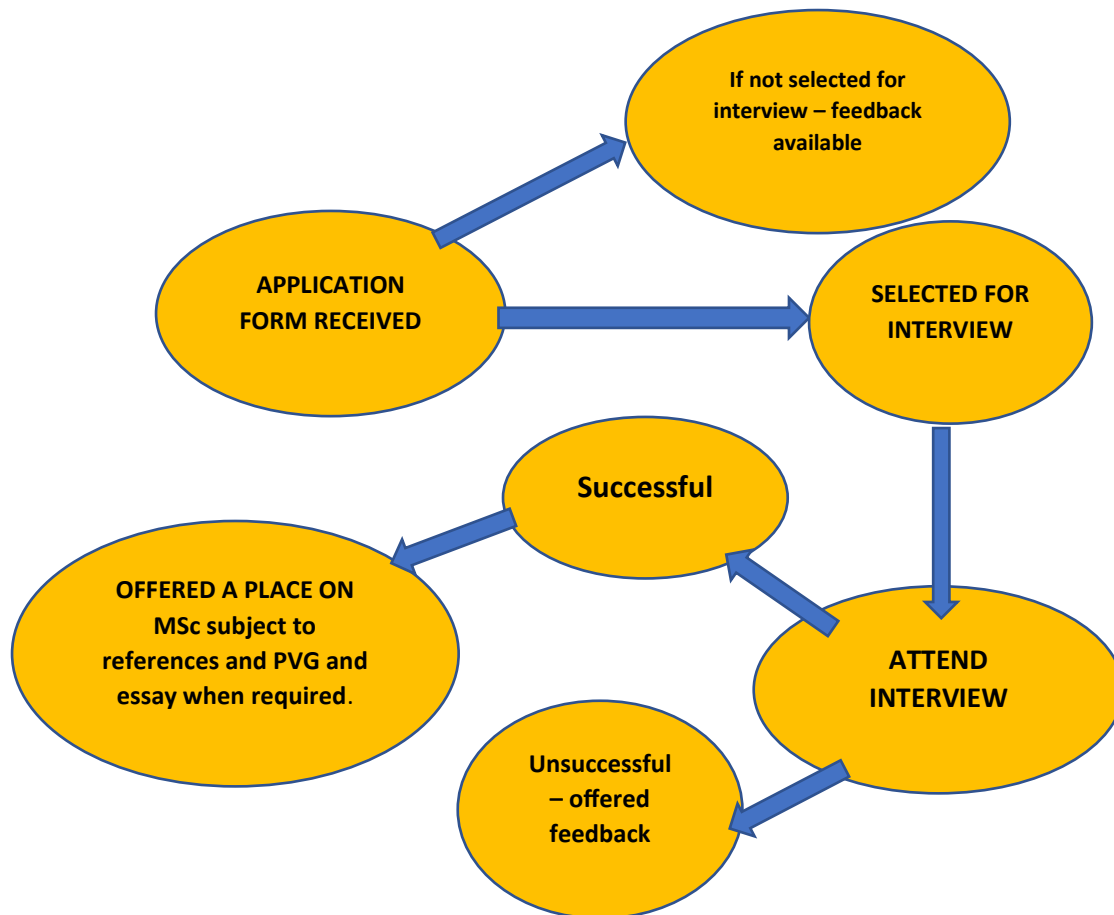 If not selected for
interview – feedback
available
APPLICATION
FORM RECEIVED
SELECTED FOR
INTERVIEW
Successful
OFFERED A PLACE ON
MSc subject to
references and PVG and
essay when required.
ATTEND
INTERVIEW
Unsuccessful
– offered
feedback